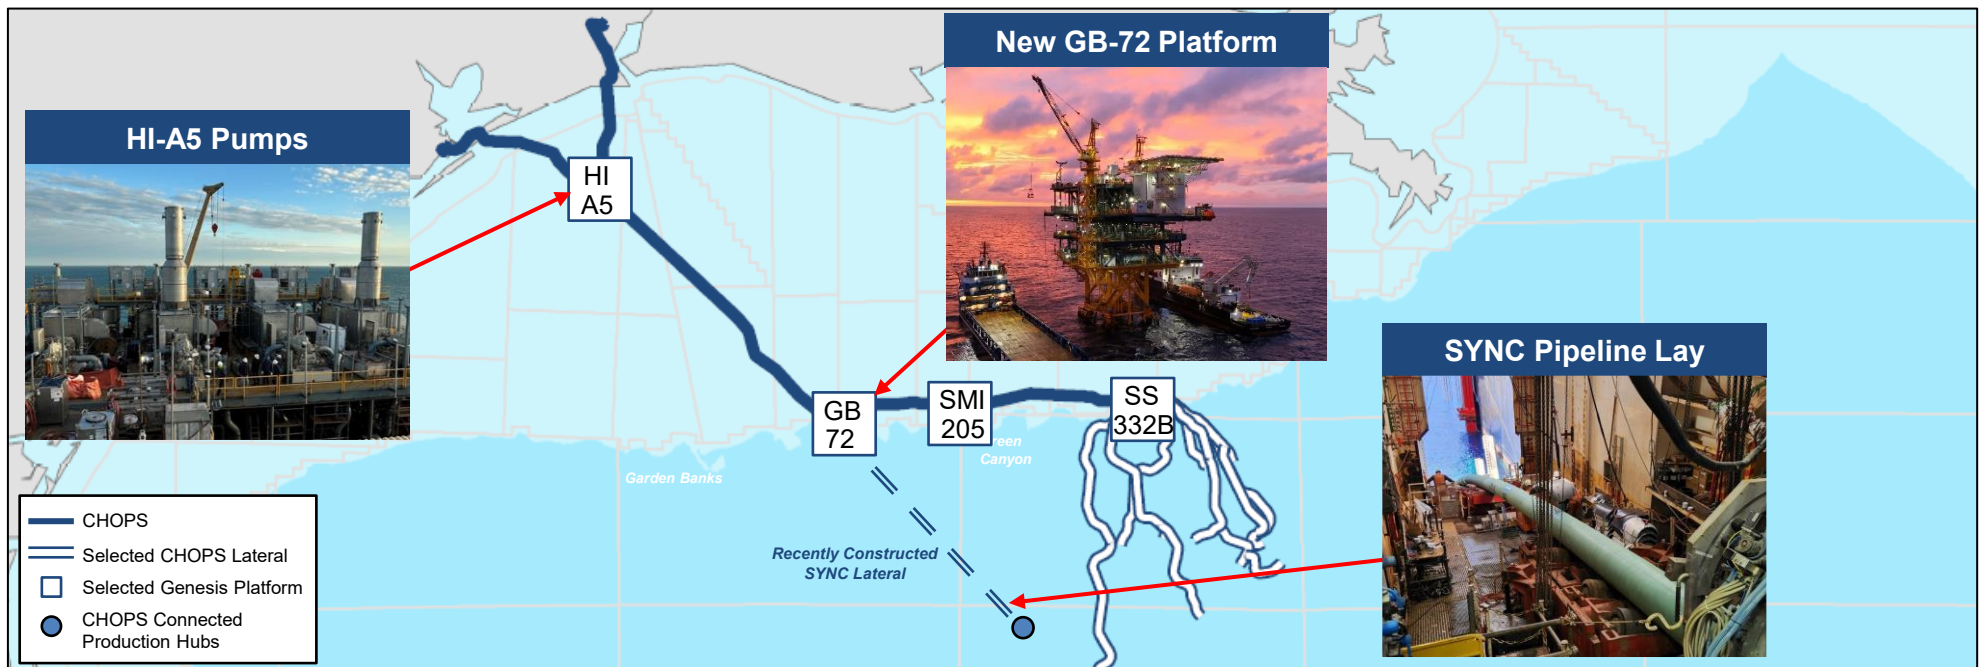 New GB-72 Platform
HI-A5 Pumps
HI
A5
SYNC Pipeline Lay
GB
72
SMI
205
SS
332B
Canyon
Garden Banks
Recently Constructed
SYNC Lateral
CHOPS
Selected CHOPS Lateral
Selected Genesis Platform
CHOPS Connected
Production Hubs